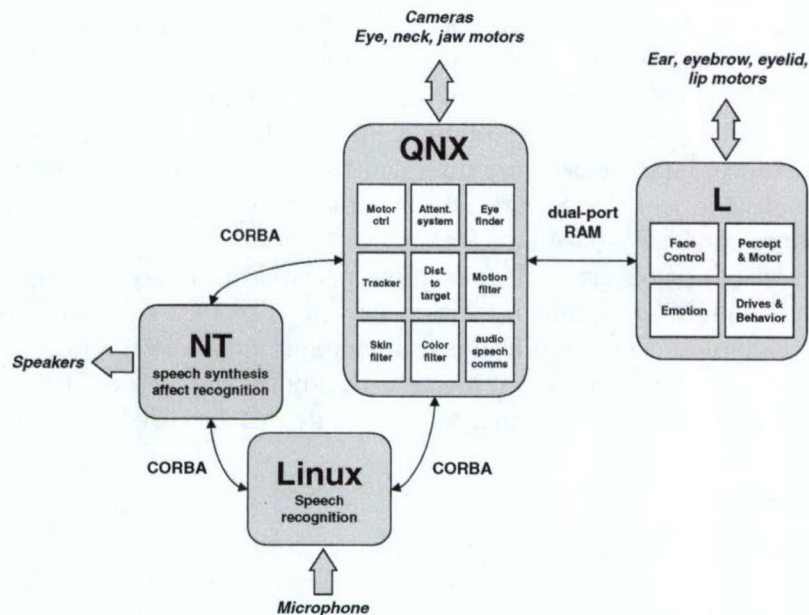 Cameras
Eye, neck, jaw motors
Ear, eyebrow, eyelid,
lip motors
QNX
Motor
ctrl
Attent.
system
Eye
finder
Tracker
Dist.
to
target
Motion
filter
Skin
filter
Color
filter
audio
speech
comms
dual-port
RAM
L
Face
Control
Percept
& Motor
Emotion
Drives &
Behavior
CORBA
NT
speech synthesis
affect recognition
Speakers
CORBA
Linux
Speech
recognition
CORBA
Microphone